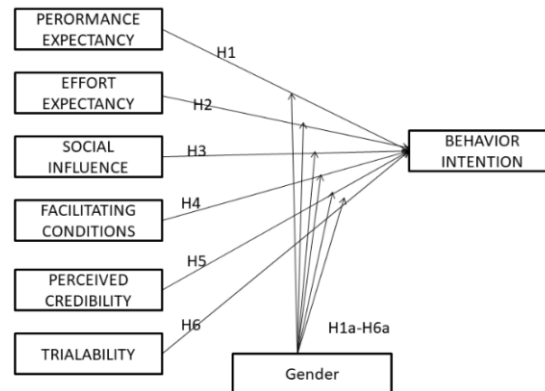 PERORMANCE
EXPECTANCY
H1
EFFORT
EXPECTANCY
H2
SOCIAL
INFLUENCE
H3
BEHAVIOR
INTENTION
FACILITATING
CONDITIONS
H4
PERCEIVED
CREDIBILITY
H5
TRIALABILITY
H6
H1a-H6a
Gender